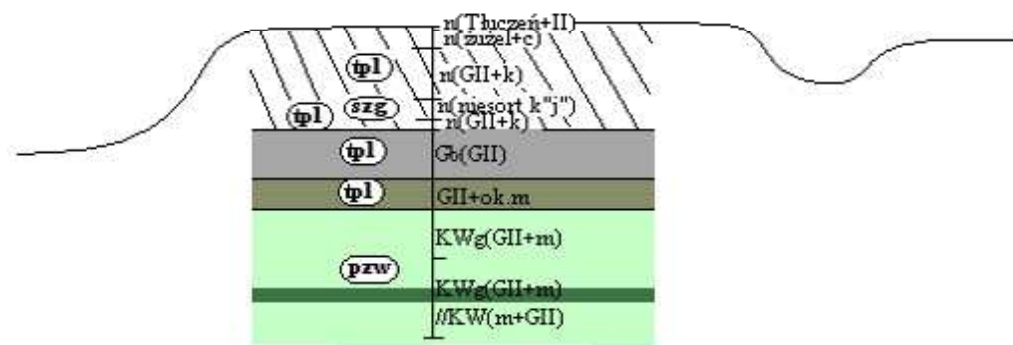 n(Tłuczeń+II)
n(żużel+c)
tpl n(GII+k)
szg n(niesort k"j")
tpl n(GII+k)
tpl Gb(GII)
tpl GII+ok.m
KWg(GII+m)
pzw
KWg(GII+m)
//KW(m+GII)